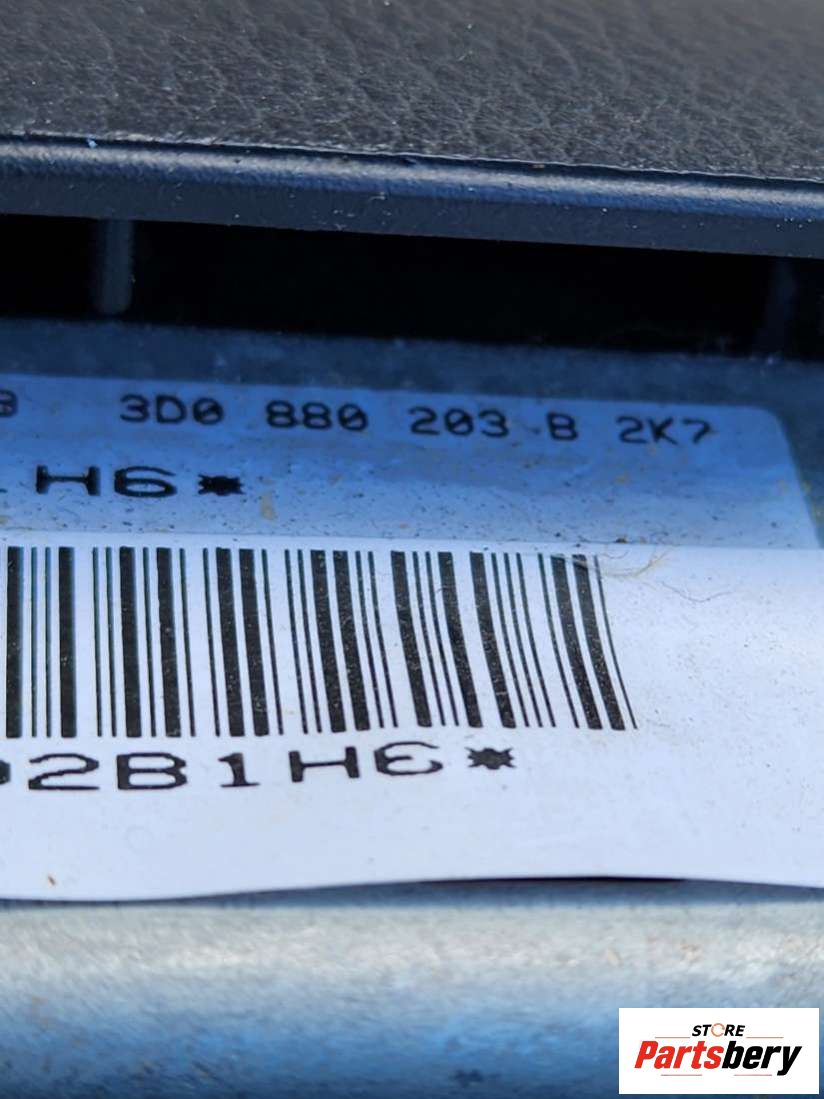 3D0 880 203 B 2K7
H6*
2B1H6*
STORE
Partsbery